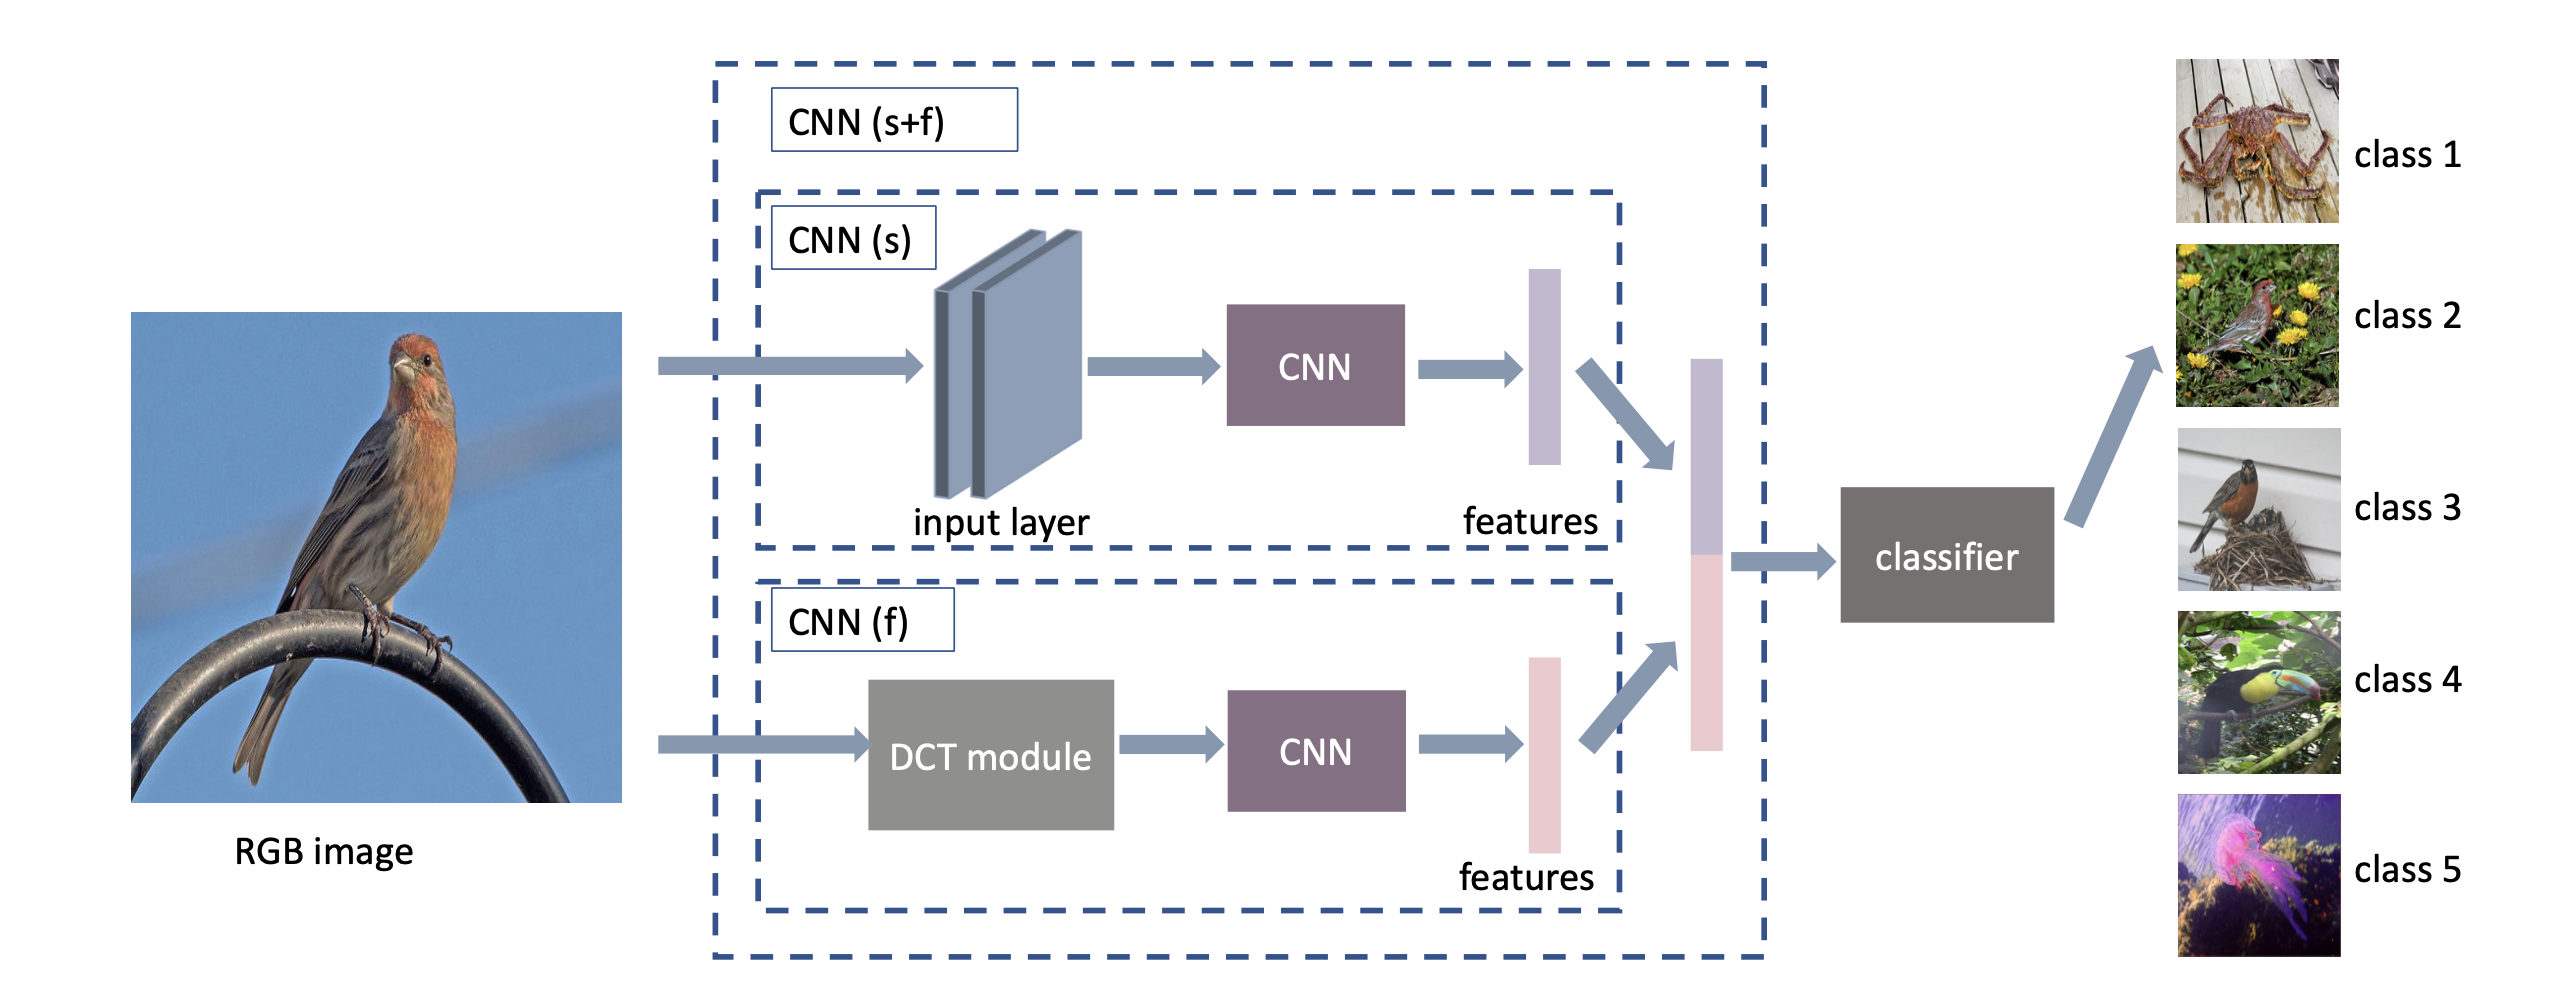 CNN (s+f)
CNN (s)
CNN
input layer
features
CNN (f)
DCT module
CNN
features
RGB image
classifier
class 1
class 2
class 3
class 4
class 5